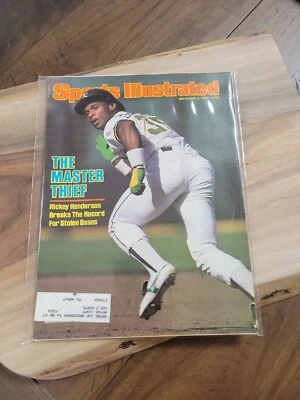 Sports Illustrated
THE
MASTER
THIEF
Rickey Henderson
Breaks The Record
For Stolen Bases